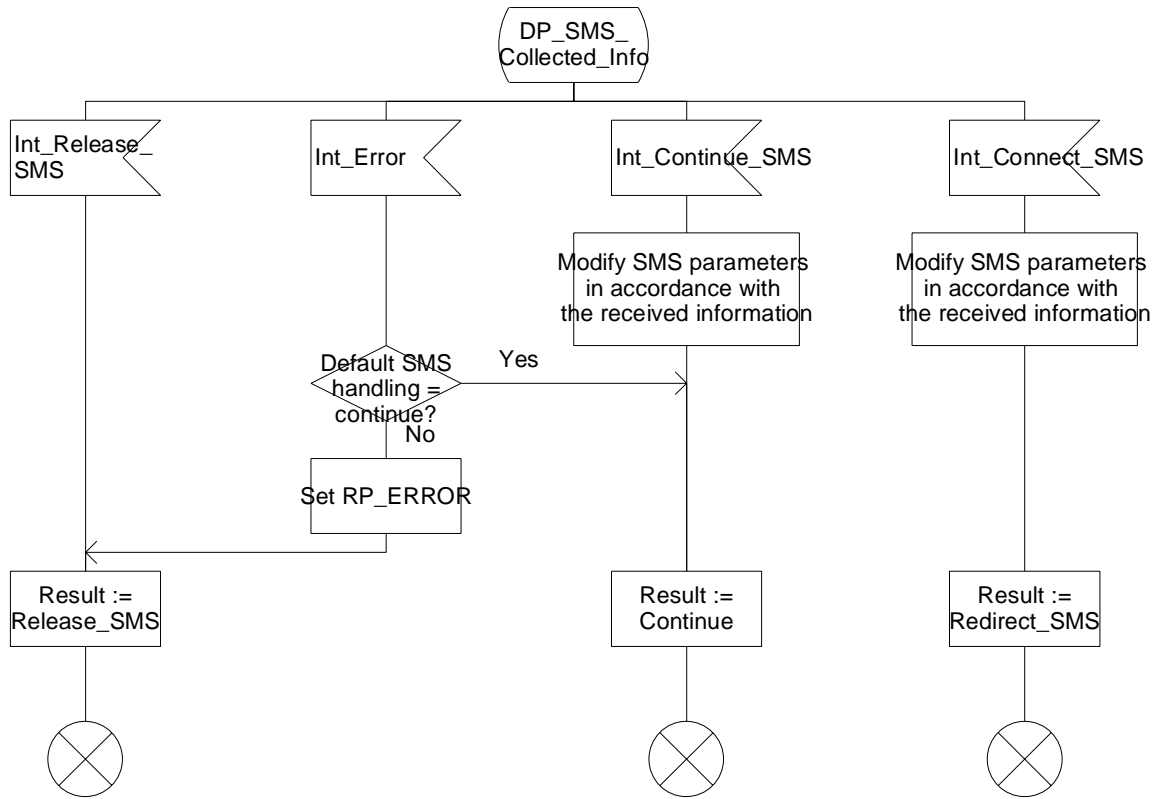 DP_SMS_
Collected_Info
Int_Release_
SMS
Int_Error
Int_Continue_SMS
Int_Connect_SMS
Modify SMS parameters
in accordance with
the received information
Modify SMS parameters
in accordance with
the received information
Default SMS
handling =
continue?
Yes
No
Set RP_ERROR
Result :=
Release_SMS
Result :=
Continue
Result :=
Redirect_SMS